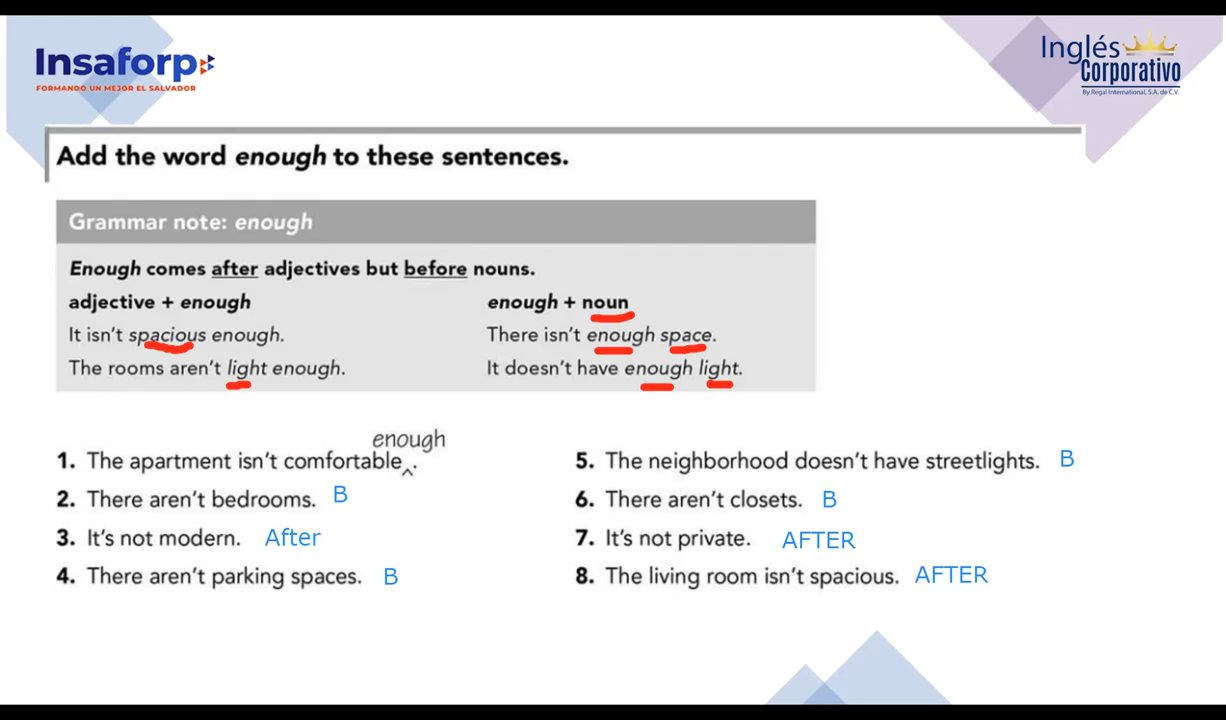 Insaforp
FORMANDO UN MEJOR EL SALVADOR
Inglés
Corporativo
By Regal International, S.A. de C.V.
Add the word enough to these sentences.
Grammar note: enough
Enough comes after adjectives but before nouns.
adjective + enough
It isn't spacious enough.
The rooms aren't light enough.
enough + noun
There isn't enough space.
It doesn't have enough light.
enough
1. The apartment isn't comfortable^.
2. There aren't bedrooms. B
3. It's not modern. After
4. There aren't parking spaces. B
5. The neighborhood doesn't have streetlights. B
6. There aren't closets. B
7. It's not private. AFTER
8. The living room isn't spacious. AFTER